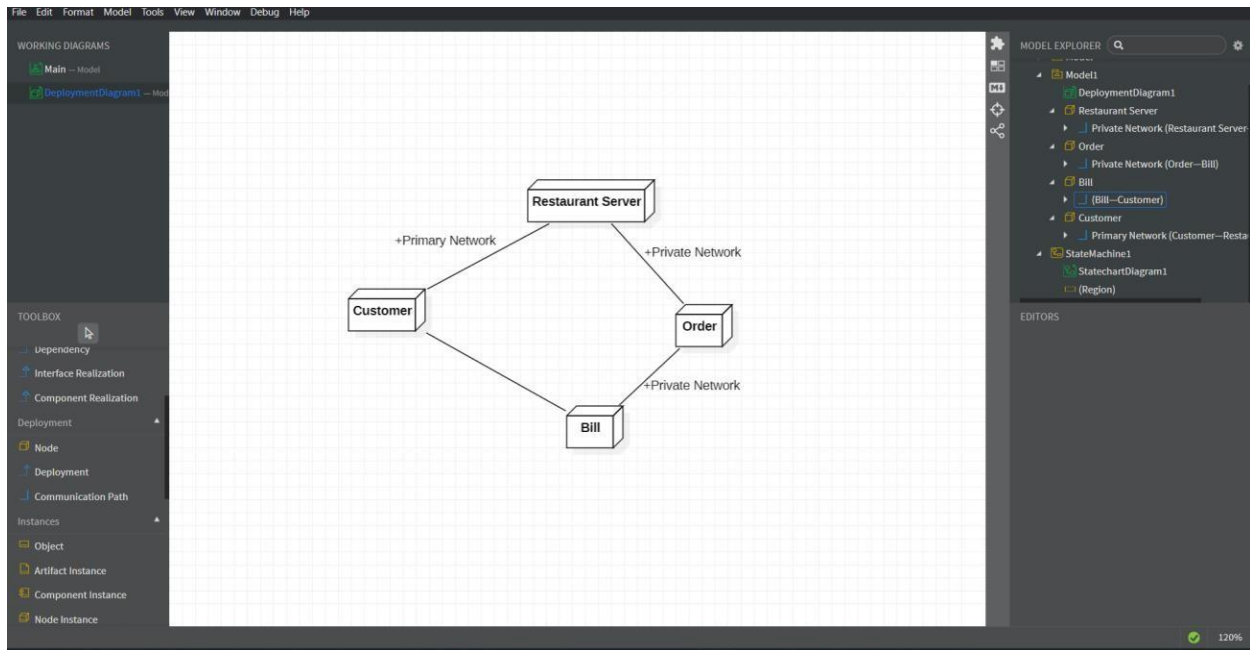 File Edit Format Model Tools View Window Debug Help
WORKING DIAGRAMS
Main — Model
DeploymentDiagram1 — Mod
TOOLBOX
Dependency
Interface Realization
Component Realization
Deployment
Node
Deployment
Communication Path
Instances
Object
Artifact Instance
Component Instance
Node Instance
Restaurant Server
+Primary Network
+Private Network
Customer
Order
+Private Network
Bill
MODEL EXPLORER
Model1
DeploymentDiagram1
Restaurant Server
Private Network (Restaurant Server-
Order
Private Network (Order—Bill)
Bill
(Bill—Customer)
Customer
Primary Network (Customer—Resta
StateMachine1
StatechartDiagram1
(Region)
EDITORS
120%